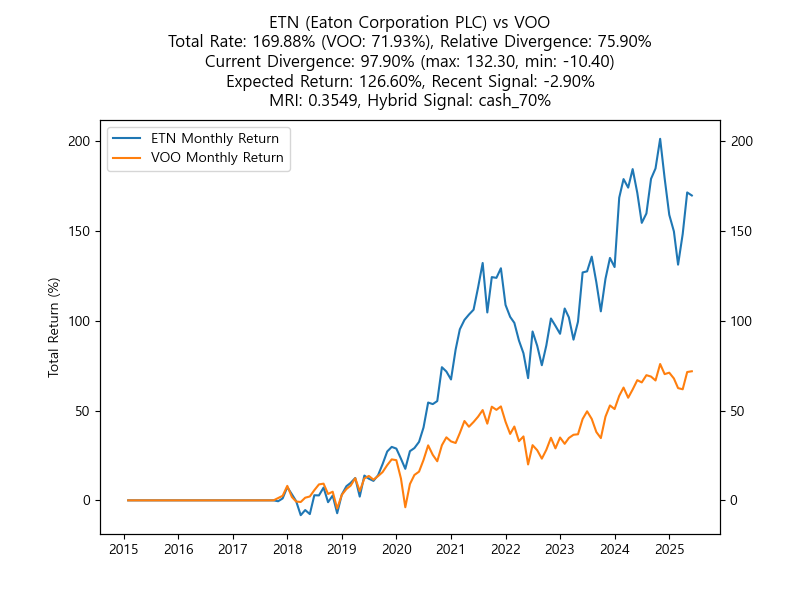 ETN (Eaton Corporation PLC) vs VOO
Total Rate: 169.88% (VOO: 71.93%), Relative Divergence: 75.90%
Current Divergence: 97.90% (max: 132.30, min: -10.40)
Expected Return: 126.60%, Recent Signal: -2.90%
MRI: 0.3549, Hybrid Signal: cash_70%
ETN Monthly Return
VOO Monthly Return
Total Return (%)
200
150
100
50
0
200
150
100
50
0
2015 2016 2017 2018 2019 2020 2021 2022 2023 2024 2025